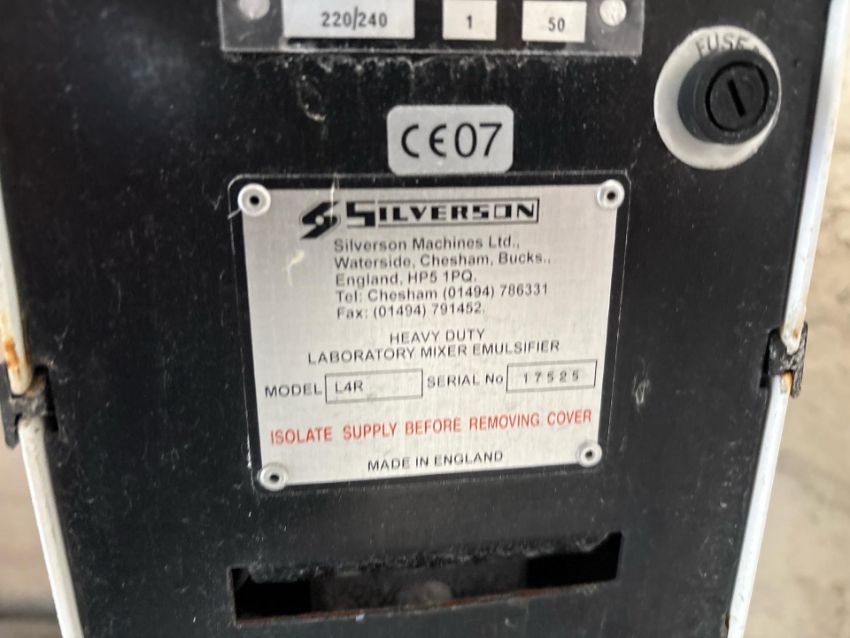 220/240 1 50
FUSE
CE07
SILVERSON
Silverson Machines Ltd.,
Waterside, Chesham, Bucks..
England, HP5 1PQ.
Tel: Chesham (01494) 786331
Fax: (01494) 791452.
HEAVY DUTY
LABORATORY MIXER EMULSIFIER
MODEL L4R SERIAL No 17525
ISOLATE SUPPLY BEFORE REMOVING COVER
MADE IN ENGLAND